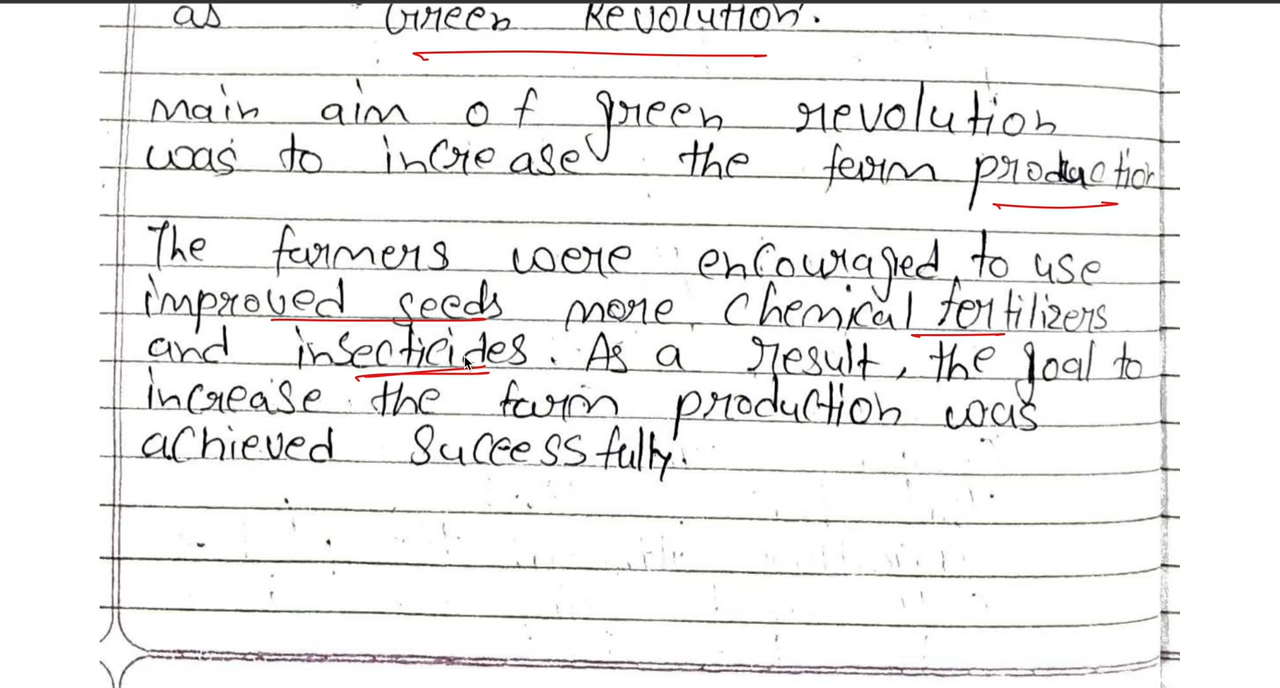 as Green Revolution.
main aim of green revolution
was to increase the farm production
The farmers were encouraged, to use
improved seeds more chemical fertilizers
and insecticides. As a result, the goal to
increase the farm production was
achieved successfully.